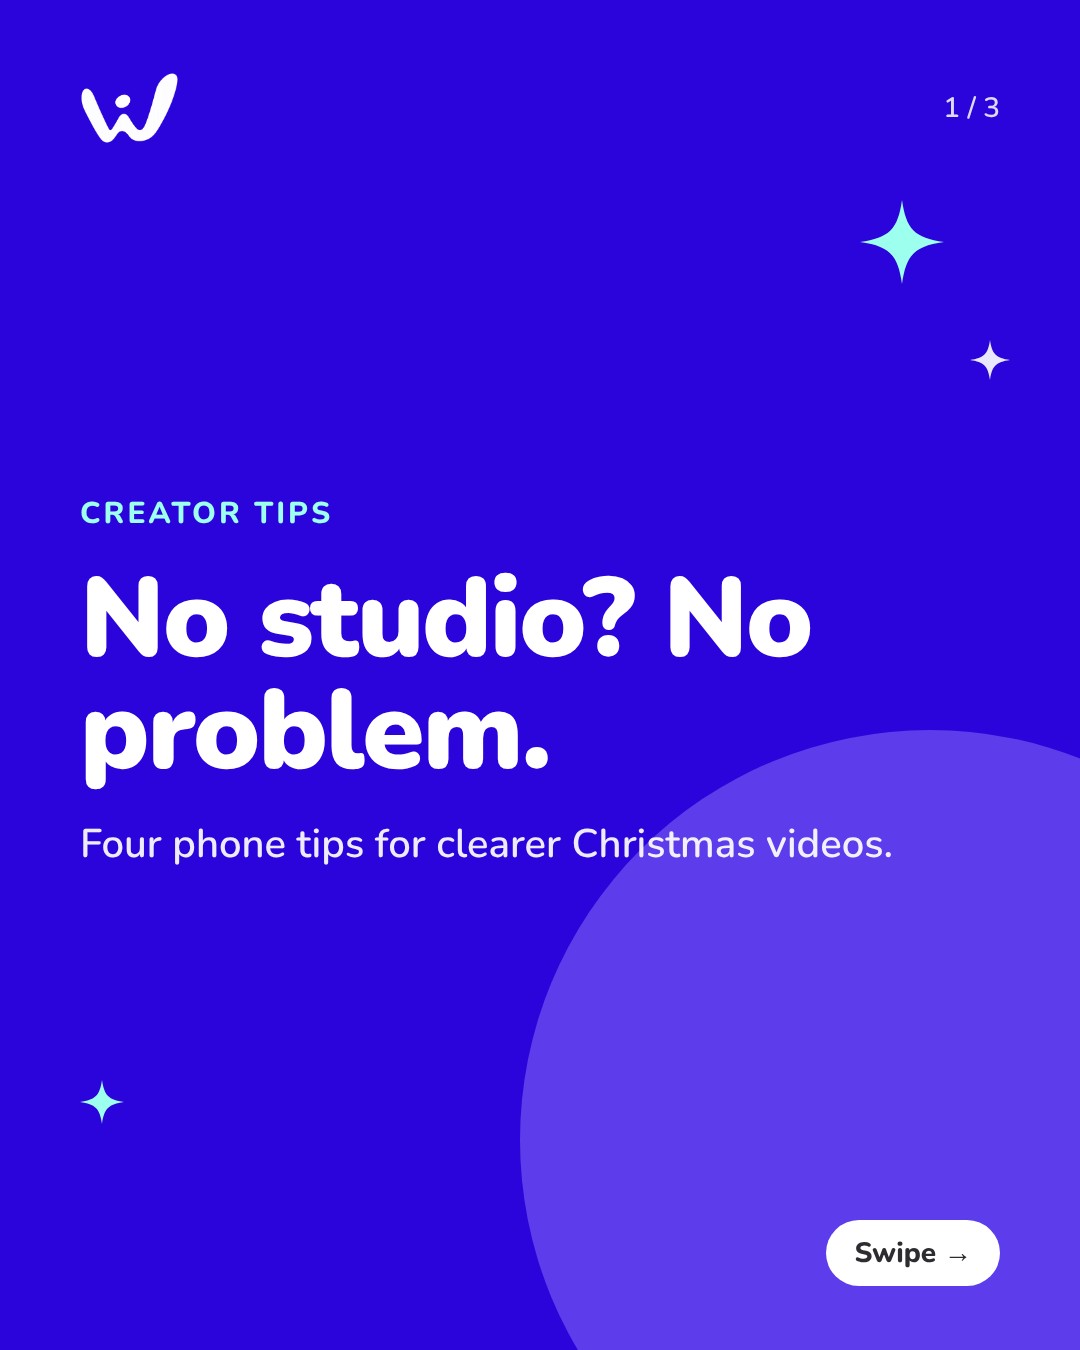 1 / 3
CREATOR TIPS
No studio? No
problem.
Four phone tips for clearer Christmas videos.
Swipe →